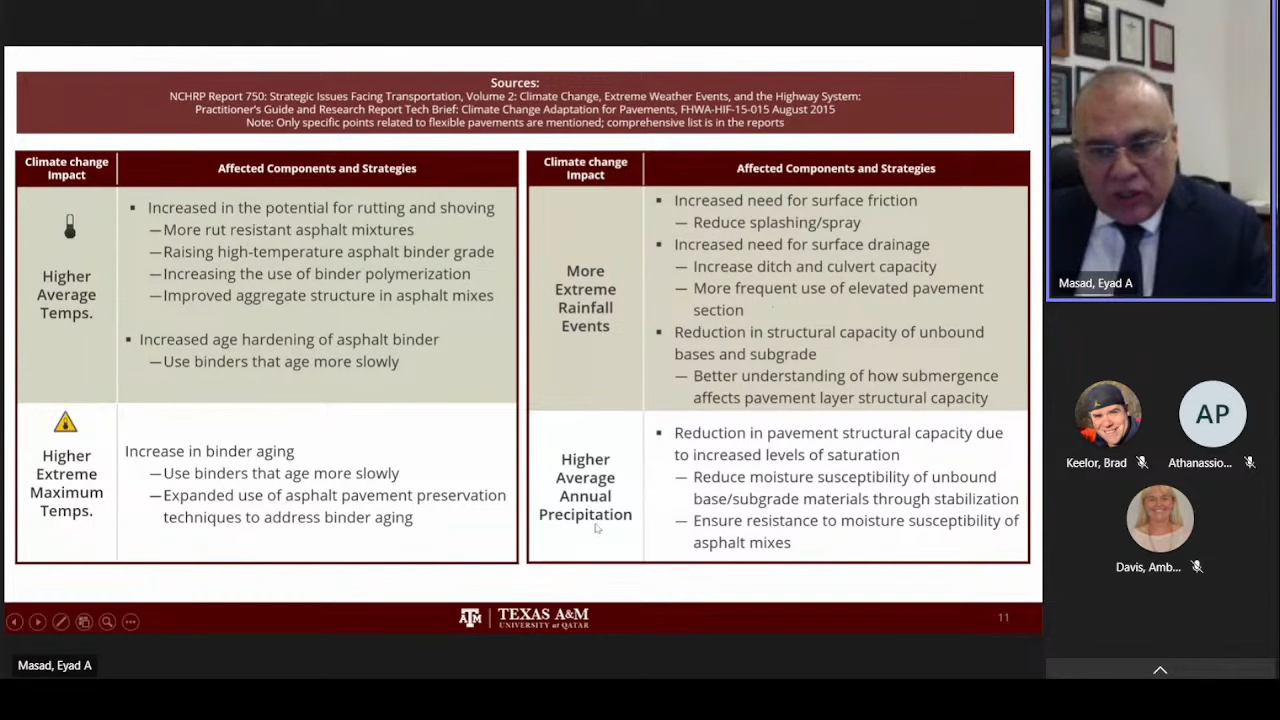 Sources:
NCHRP Report 750: Strategic Issues Facing Transportation, Volume 2: Climate Change, Extreme Weather Events, and the Highway System:
Practitioner's Guide and Research Report Tech Brief: Climate Change Adaptation for Pavements, FHWA-HIF-15-015 August 2015
Note: Only specific points related to flexible pavements are mentioned; comprehensive list is in the reports
Climate change
Impact
Affected Components and Strategies
Higher
Average
Temps.
▪ Increased in the potential for rutting and shoving
—More rut resistant asphalt mixtures
—Raising high-temperature asphalt binder grade
—Increasing the use of binder polymerization
—Improved aggregate structure in asphalt mixes
▪ Increased age hardening of asphalt binder
—Use binders that age more slowly
Higher
Extreme
Maximum
Temps.
Increase in binder aging
—Use binders that age more slowly
—Expanded use of asphalt pavement preservation
techniques to address binder aging
Climate change
Impact
Affected Components and Strategies
More
Extreme
Rainfall
Events
▪ Increased need for surface friction
— Reduce splashing/spray
▪ Increased need for surface drainage
— Increase ditch and culvert capacity
— More frequent use of elevated pavement
section
▪ Reduction in structural capacity of unbound
bases and subgrade
— Better understanding of how submergence
affects pavement layer structural capacity
Higher
Average
Annual
Precipitation
▪ Reduction in pavement structural capacity due
to increased levels of saturation
— Reduce moisture susceptibility of unbound
base/subgrade materials through stabilization
— Ensure resistance to moisture susceptibility of
asphalt mixes
ATM
TEXAS A&M
UNIVERSITY at QATAR
11
Masad, Eyad A
Masad, Eyad A
Keelor, Brad
AP
Athanassio...
Davis, Amb...